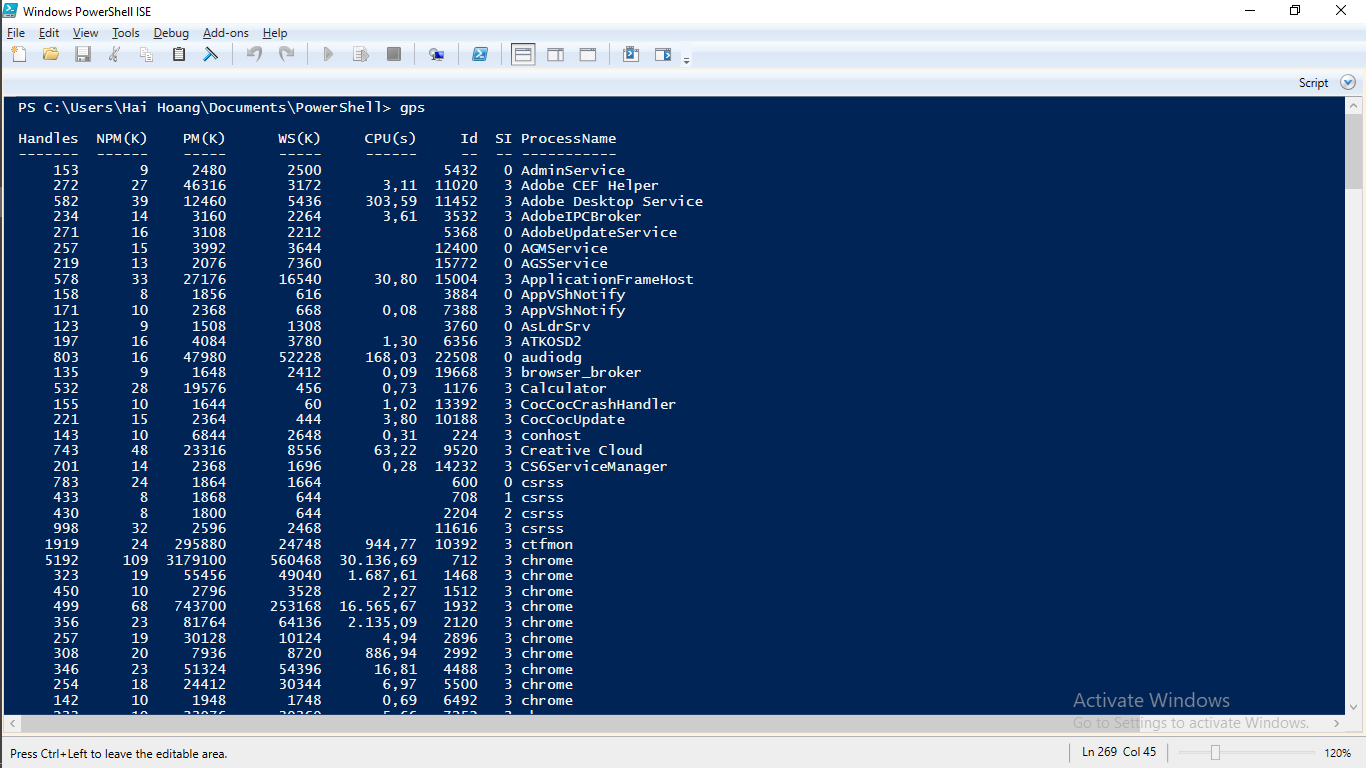 Windows PowerShell ISE
File Edit View Tools Debug Add-ons Help
Script
PS C:\Users\Hai Hoang\Documents\PowerShell> gps
Handles NPM(K) PM(K) WS(K) CPU(s) Id SI ProcessName
------- ------ ----- ----- ------ -- -- -----------
153 9 2480 2500 5432 0 AdminService
272 27 46316 3172 3,11 11020 3 Adobe CEF Helper
582 39 12460 5436 303,59 11452 3 Adobe Desktop Service
234 14 3160 2264 3,61 3532 3 AdobeIPCBroker
271 16 3108 2212 5368 0 AdobeUpdateService
257 15 3992 3644 12400 0 AGMService
219 13 2076 7360 15772 0 AGSService
578 33 27176 16540 30,80 15004 3 ApplicationFrameHost
158 8 1856 616 3884 0 AppVShNotify
171 10 2368 668 0,08 7388 3 AppVShNotify
123 9 1508 1308 3760 0 AsLdrSrv
197 16 4084 3780 1,30 6356 3 ATKOSD2
803 16 47980 52228 168,03 22508 0 audiodg
135 9 1648 2412 0,09 19668 3 browser_broker
532 28 19576 456 0,73 1176 3 Calculator
155 10 1644 60 1,02 13392 3 CocCocCrashHandler
221 15 2364 444 3,80 10188 3 CocCocUpdate
143 10 6844 2648 0,31 224 3 conhost
743 48 23316 8556 63,22 9520 3 Creative Cloud
201 14 2368 1696 0,28 14232 3 CS6ServiceManager
783 24 1864 1664 600 0 csrss
433 8 1868 644 708 1 csrss
430 8 1800 644 2204 2 csrss
998 32 2596 2468 11616 3 csrss
1919 24 295880 24748 944,77 10392 3 ctfmon
5192 109 3179100 560468 30.136,69 712 3 chrome
323 19 55456 49040 1.687,61 1468 3 chrome
450 10 2796 3528 2,27 1512 3 chrome
499 68 743700 253168 16.565,67 1932 3 chrome
356 23 81764 64136 2.135,09 2120 3 chrome
257 19 30128 10124 4,94 2896 3 chrome
308 20 7936 8720 886,94 2992 3 chrome
346 23 51324 54396 16,81 4488 3 chrome
254 18 24412 30344 6,97 5500 3 chrome
142 10 1948 1748 0,69 6492 3 chrome
Activate Windows
Go to Settings to activate Windows.
Press Ctrl+Left to leave the editable area.
Ln 269 Col 45
120%